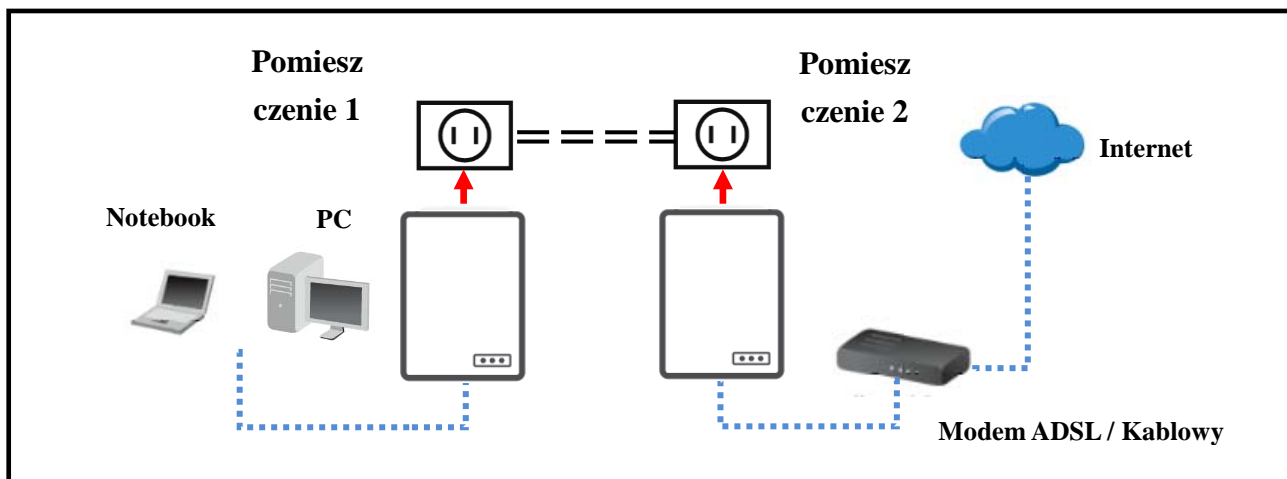 Pomiesz
czenie 1
Pomiesz
czenie 2
Internet
Notebook
PC
Modem ADSL / Kablowy